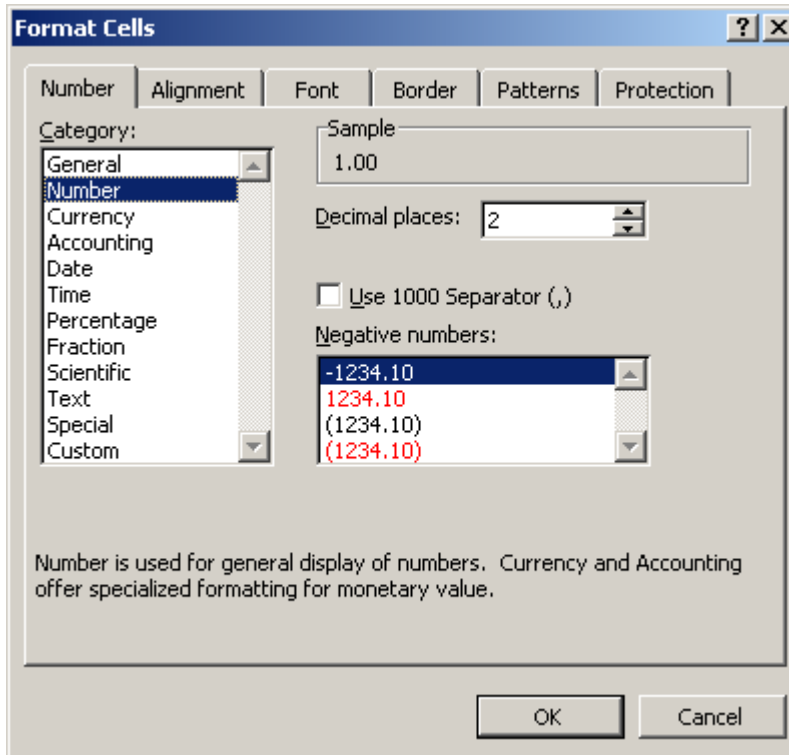 Format Cells
Number Alignment Font Border Patterns Protection
Category:
General
Number
Currency
Accounting
Date
Time
Percentage
Fraction
Scientific
Text
Special
Custom
Sample
1.00
Decimal places: 2
Use 1000 Separator (,)
Negative numbers:
-1234.10
1234.10
(1234.10)
(1234.10)
Number is used for general display of numbers.  Currency and Accounting
offer specialized formatting for monetary value.
OK Cancel